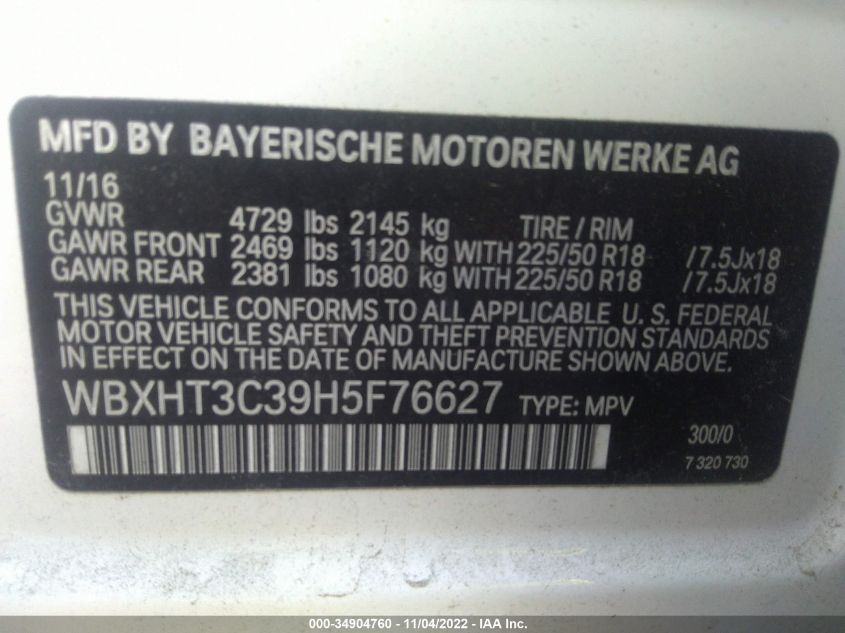 MFD BY BAYERISCHE MOTOREN WERKE AG
11/16
GVWR 4729 lbs 2145 kg TIRE / RIM
GAWR FRONT 2469 lbs 1120 kg WITH 225/50 R18 /7.5Jx18
GAWR REAR 2381 lbs 1080 kg WITH 225/50 R18 /7.5Jx18
THIS VEHICLE CONFORMS TO ALL APPLICABLE U. S. FEDERAL
MOTOR VEHICLE SAFETY AND THEFT PREVENTION STANDARDS
IN EFFECT ON THE DATE OF MANUFACTURE SHOWN ABOVE.
WBXHT3C39H5F76627 TYPE: MPV
300/0
7 320 730
000-34904760 - 11/04/2022 - IAA Inc.